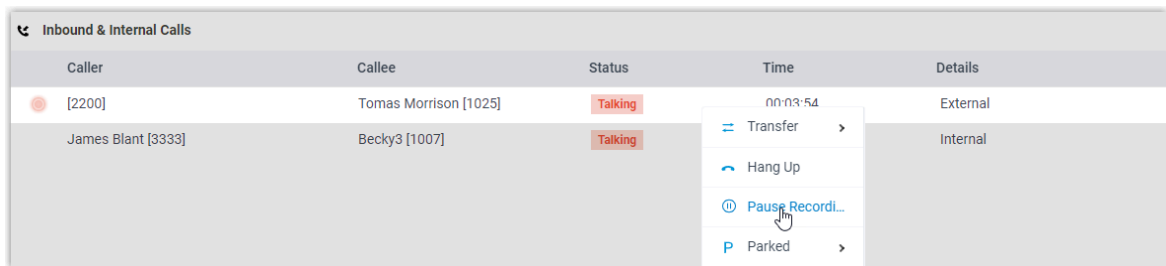 Inbound & Internal Calls
Caller Callee Status Time Details
[2200] Tomas Morrison [1025] Talking 00:03:54 External
James Blant [3333] Becky3 [1007] Talking Internal
Transfer
Hang Up
Pause Recordi...
P Parked